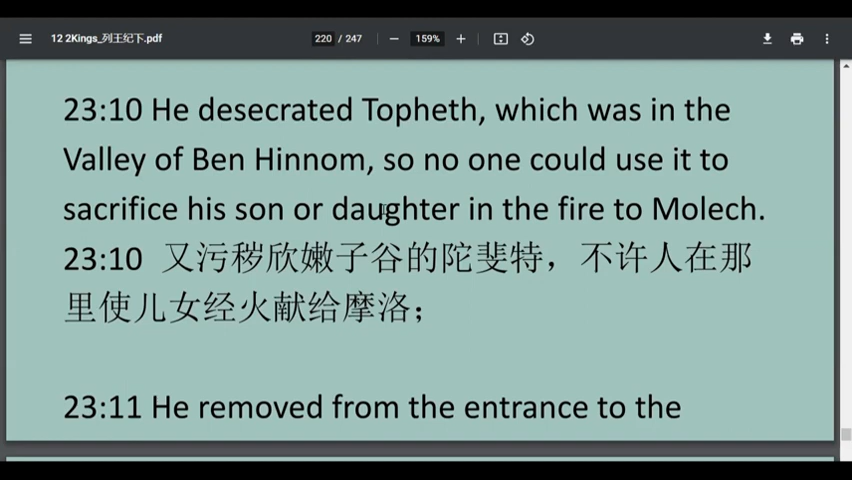 12 2Kings_列王纪下.pdf
220 / 247
159%
23:10 He desecrated Topheth, which was in the
Valley of Ben Hinnom, so no one could use it to
sacrifice his son or daughter in the fire to Molech.
23:10 又污秽欣嫩子谷的陀斐特，不许人在那
里使儿女经火献给摩洛；
23:11 He removed from the entrance to the